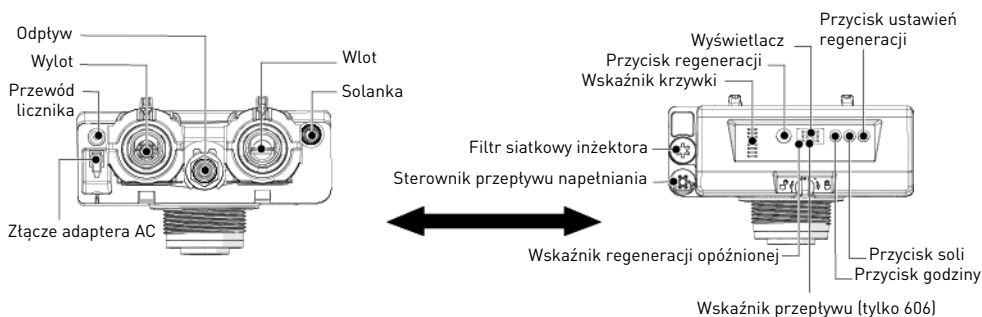 Odpływ
Wylot
Przewód
licznika
Złącze adaptera AC
Wlot
Solanka
Przycisk ustawień
regeneracji
Wyświetlacz
Przycisk regeneracji
Wskaźnik krzywki
Filtr siatkowy inżektora
Sterownik przepływu napełniania
Wskaźnik regeneracji opóźnionej
Przycisk soli
Przycisk godziny
Wskaźnik przepływu (tylko 606)